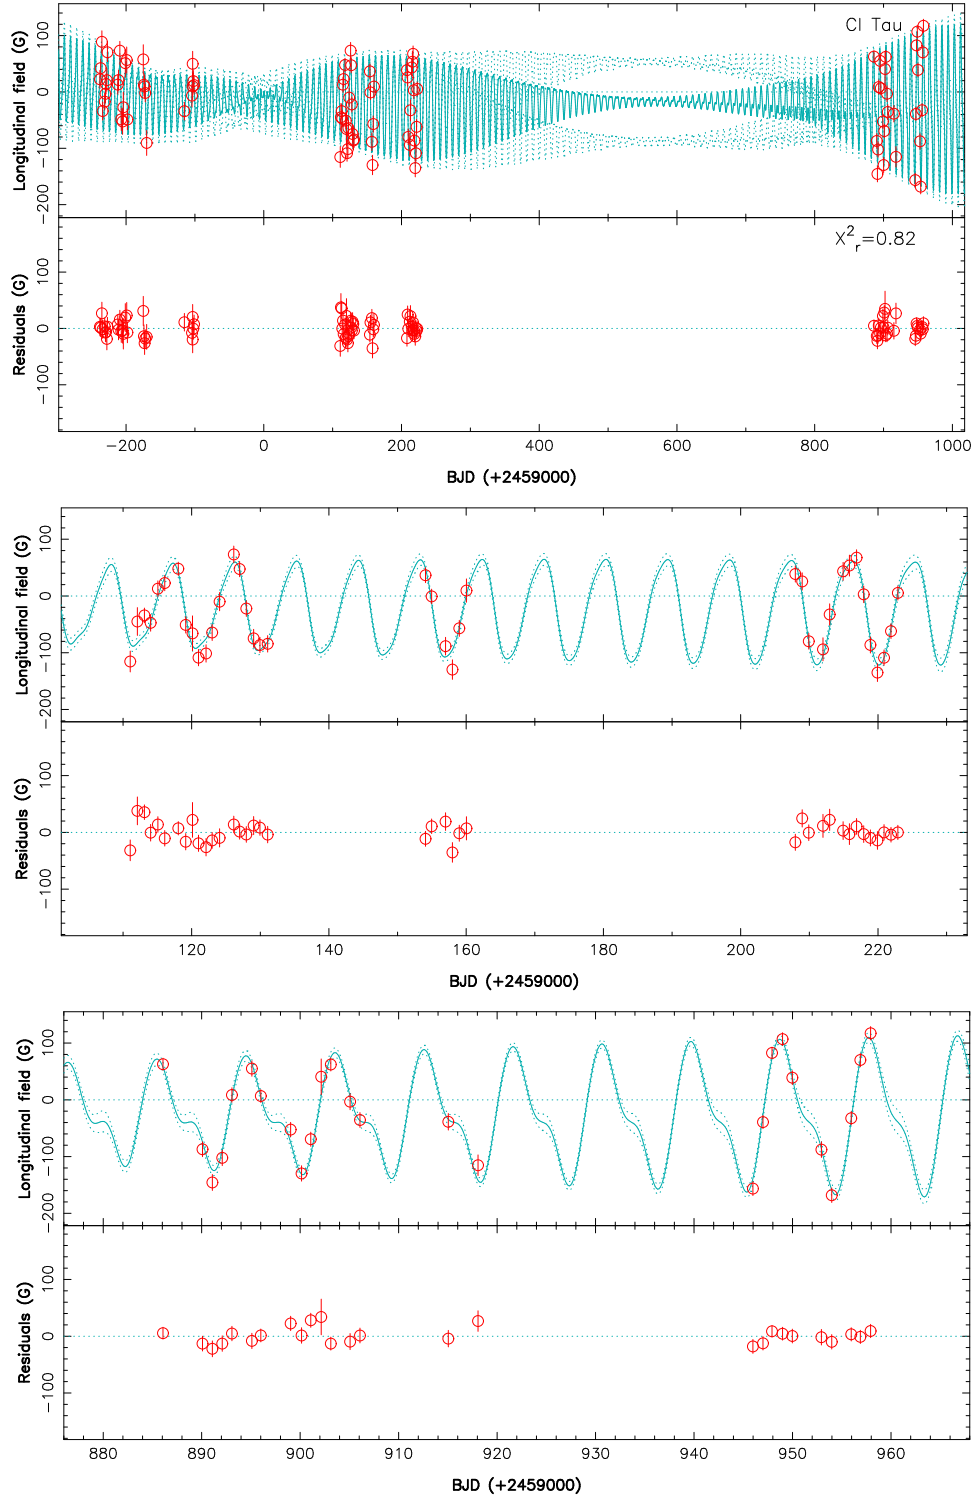 CI Tau
Longitudinal field (G)
100
0
−100
−200
X²ᵣ=0.82
Residuals (G)
100
0
−100
−200 0 200 400 600 800 1000
BJD (+2459000)
Longitudinal field (G)
100
0
−100
−200
Residuals (G)
100
0
−100
120 140 160 180 200 220
BJD (+2459000)
Longitudinal field (G)
100
0
−100
−200
Residuals (G)
100
0
−100
880 890 900 910 920 930 940 950 960
BJD (+2459000)